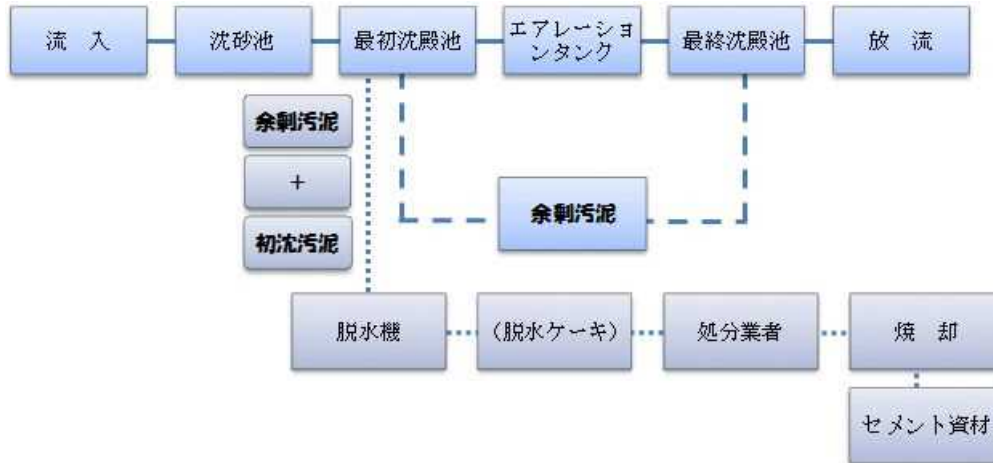 流 入
沈砂池
最初沈殿池
エアレーショ
ンタンク
最終沈殿池
放 流
余剰汚泥
+
初沈汚泥
余剰汚泥
脱水機
(脱水ケーキ)
処分業者
焼 却
セメント資材